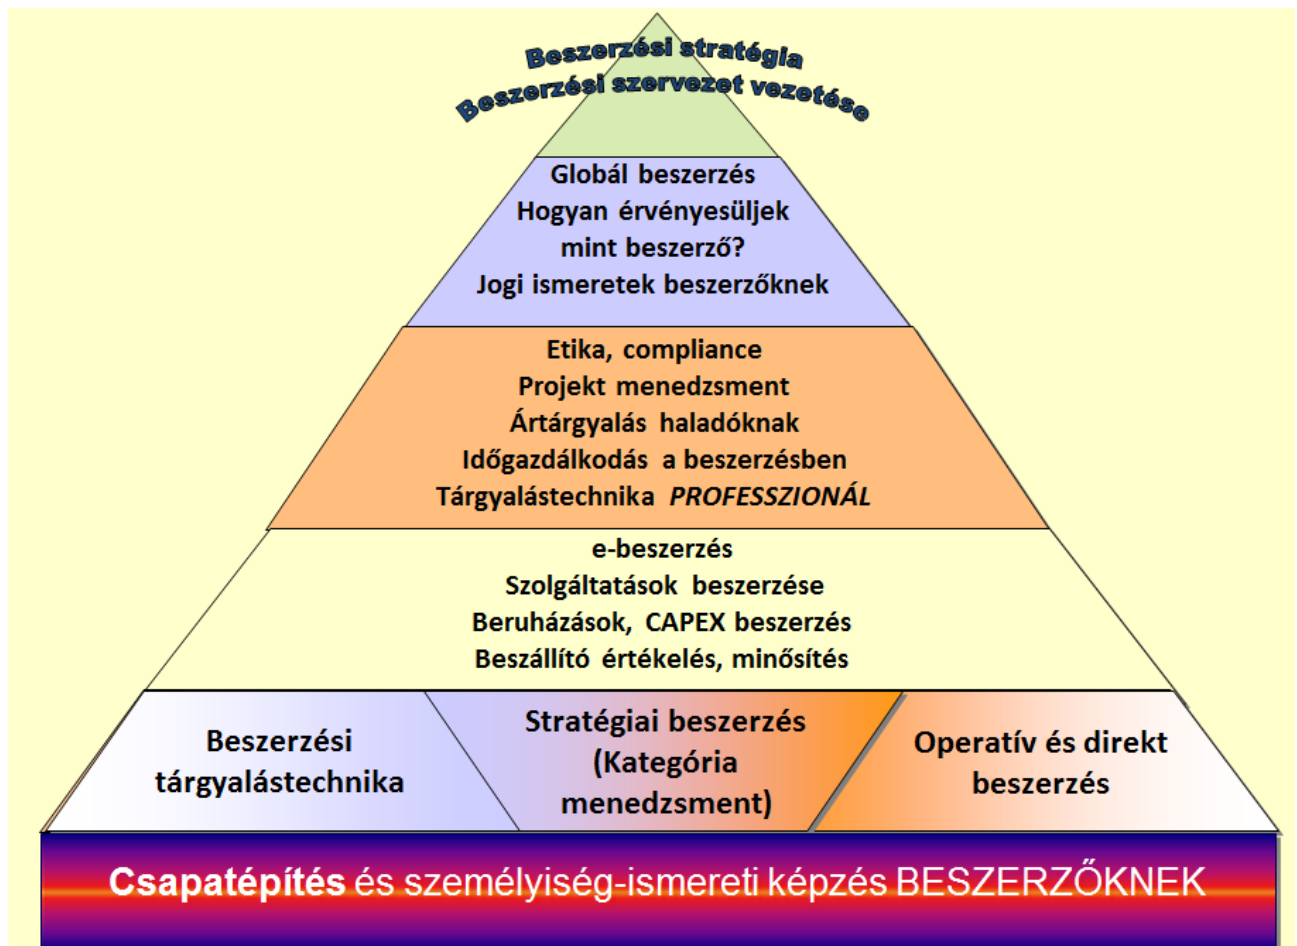 Beszerzési stratégia
Beszerzési szervezet vezetése
Globál beszerzés
Hogyan érvényesüljek
mint beszerző?
Jogi ismeretek beszerzőknek
Etika, compliance
Projekt menedzsment
Ártárgyalás haladóknak
Időgazdálkodás a beszerzésben
Tárgyalástechnika PROFESSZIONÁL
e-beszerzés
Szolgáltatások beszerzése
Beruházások, CAPEX beszerzés
Beszállító értékelés, minősítés
Beszerzési
tárgyalástechnika
Stratégiai beszerzés
(Kategória
menedzsment)
Operatív és direkt
beszerzés
Csapatépítés és személyiség-ismereti képzés BESZERZŐKNEK